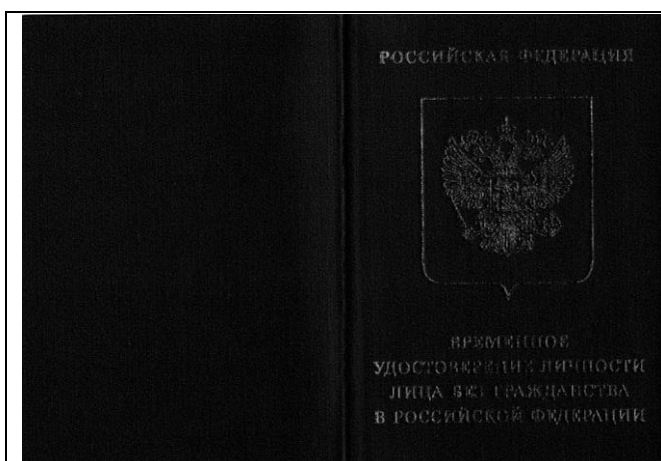 РОССИЙСКАЯ ФЕДЕРАЦИЯ
ВРЕМЕННОЕ
УДОСТОВЕРЕНИЕ ЛИЧНОСТИ
ЛИЦА БЕЗ ГРАЖДАНСТВА
В РОССИЙСКОЙ ФЕДЕРАЦИИ